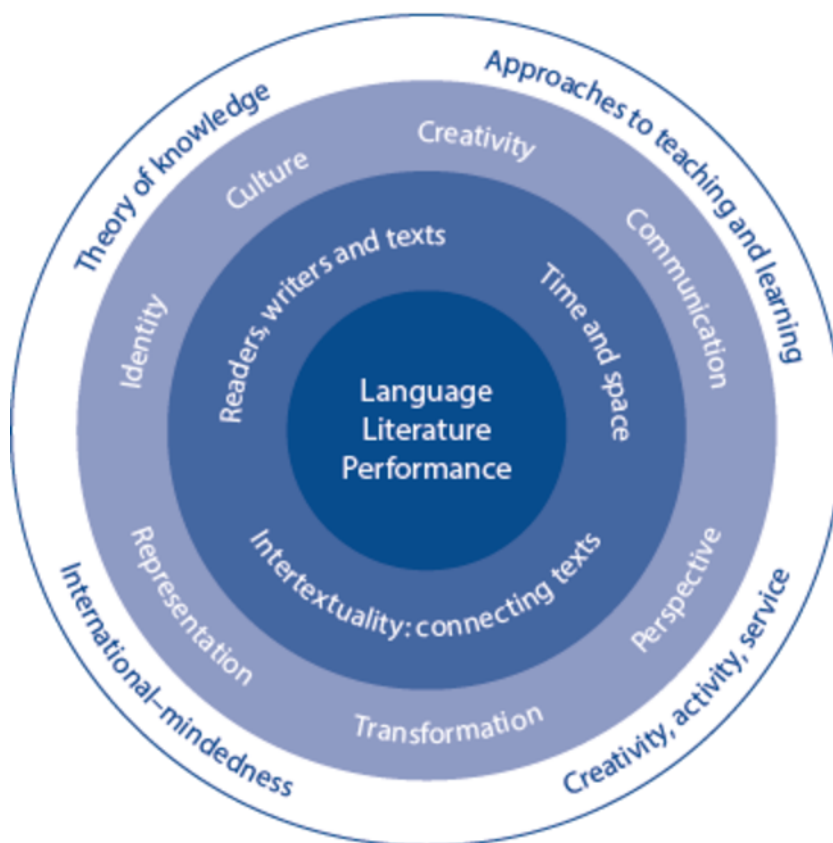 Theory of knowledge
Approaches to teaching and learning
Culture
Creativity
Communication
Identity
Readers, writers and texts
Time and space
Language
Literature
Performance
Intertextuality: connecting texts
Representation
Perspective
Transformation
International–mindedness
Creativity, activity, service